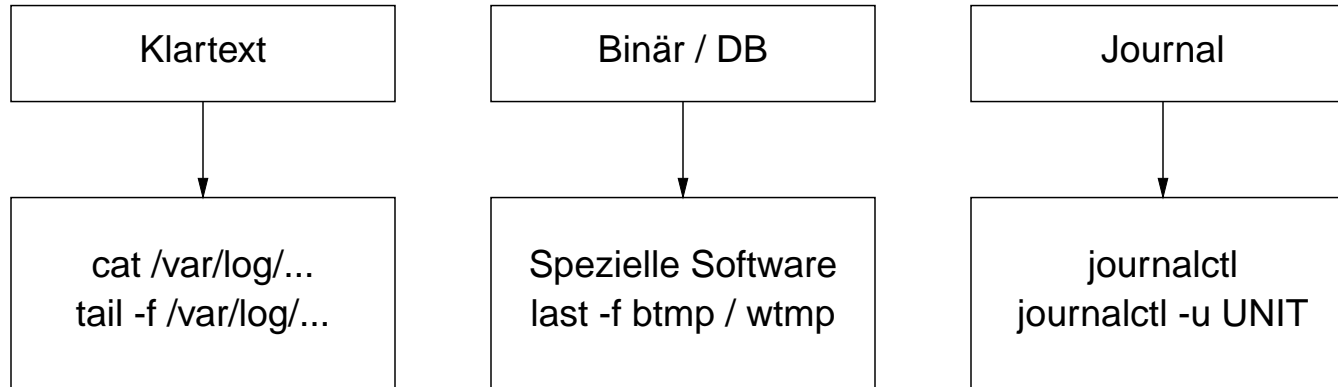 Klartext
Binär / DB
Journal
cat /var/log/...
tail -f /var/log/...
Spezielle Software
last -f btmp / wtmp
journalctl
journalctl -u UNIT